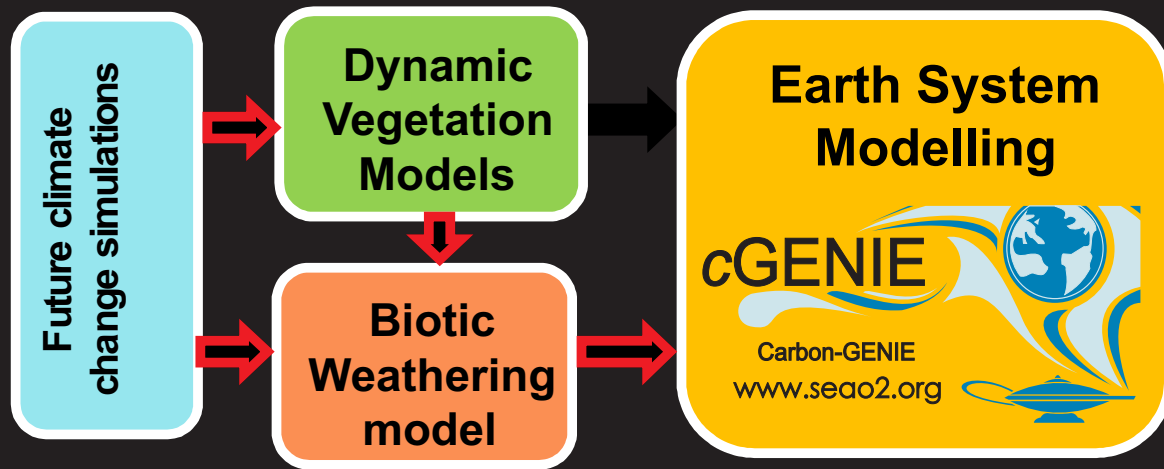 Future climate
change simulations
Dynamic
Vegetation
Models
Biotic
Weathering
model
Earth System
Modelling
cGENIE
Carbon-GENIE
www.seao2.org